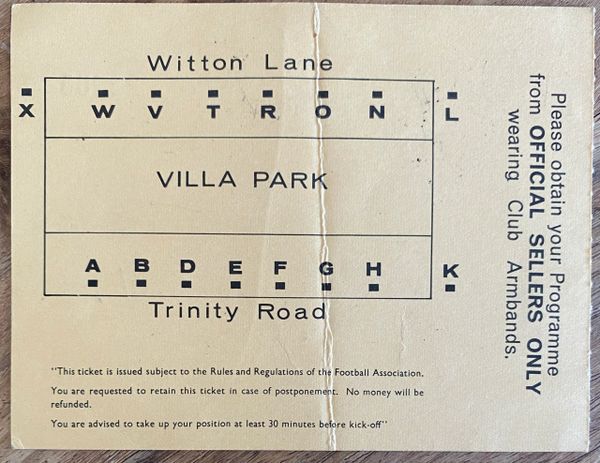 Witton Lane
X W V T R O N L
VILLA PARK
A B D E F G H K
Trinity Road
"This ticket is issued subject to the Rules and Regulations of the Football Association.
You are requested to retain this ticket in case of postponement. No money will be
refunded.
You are advised to take up your position at least 30 minutes before kick-off"
Please obtain your Programme
from OFFICIAL SELLERS ONLY
wearing Club Armbands.